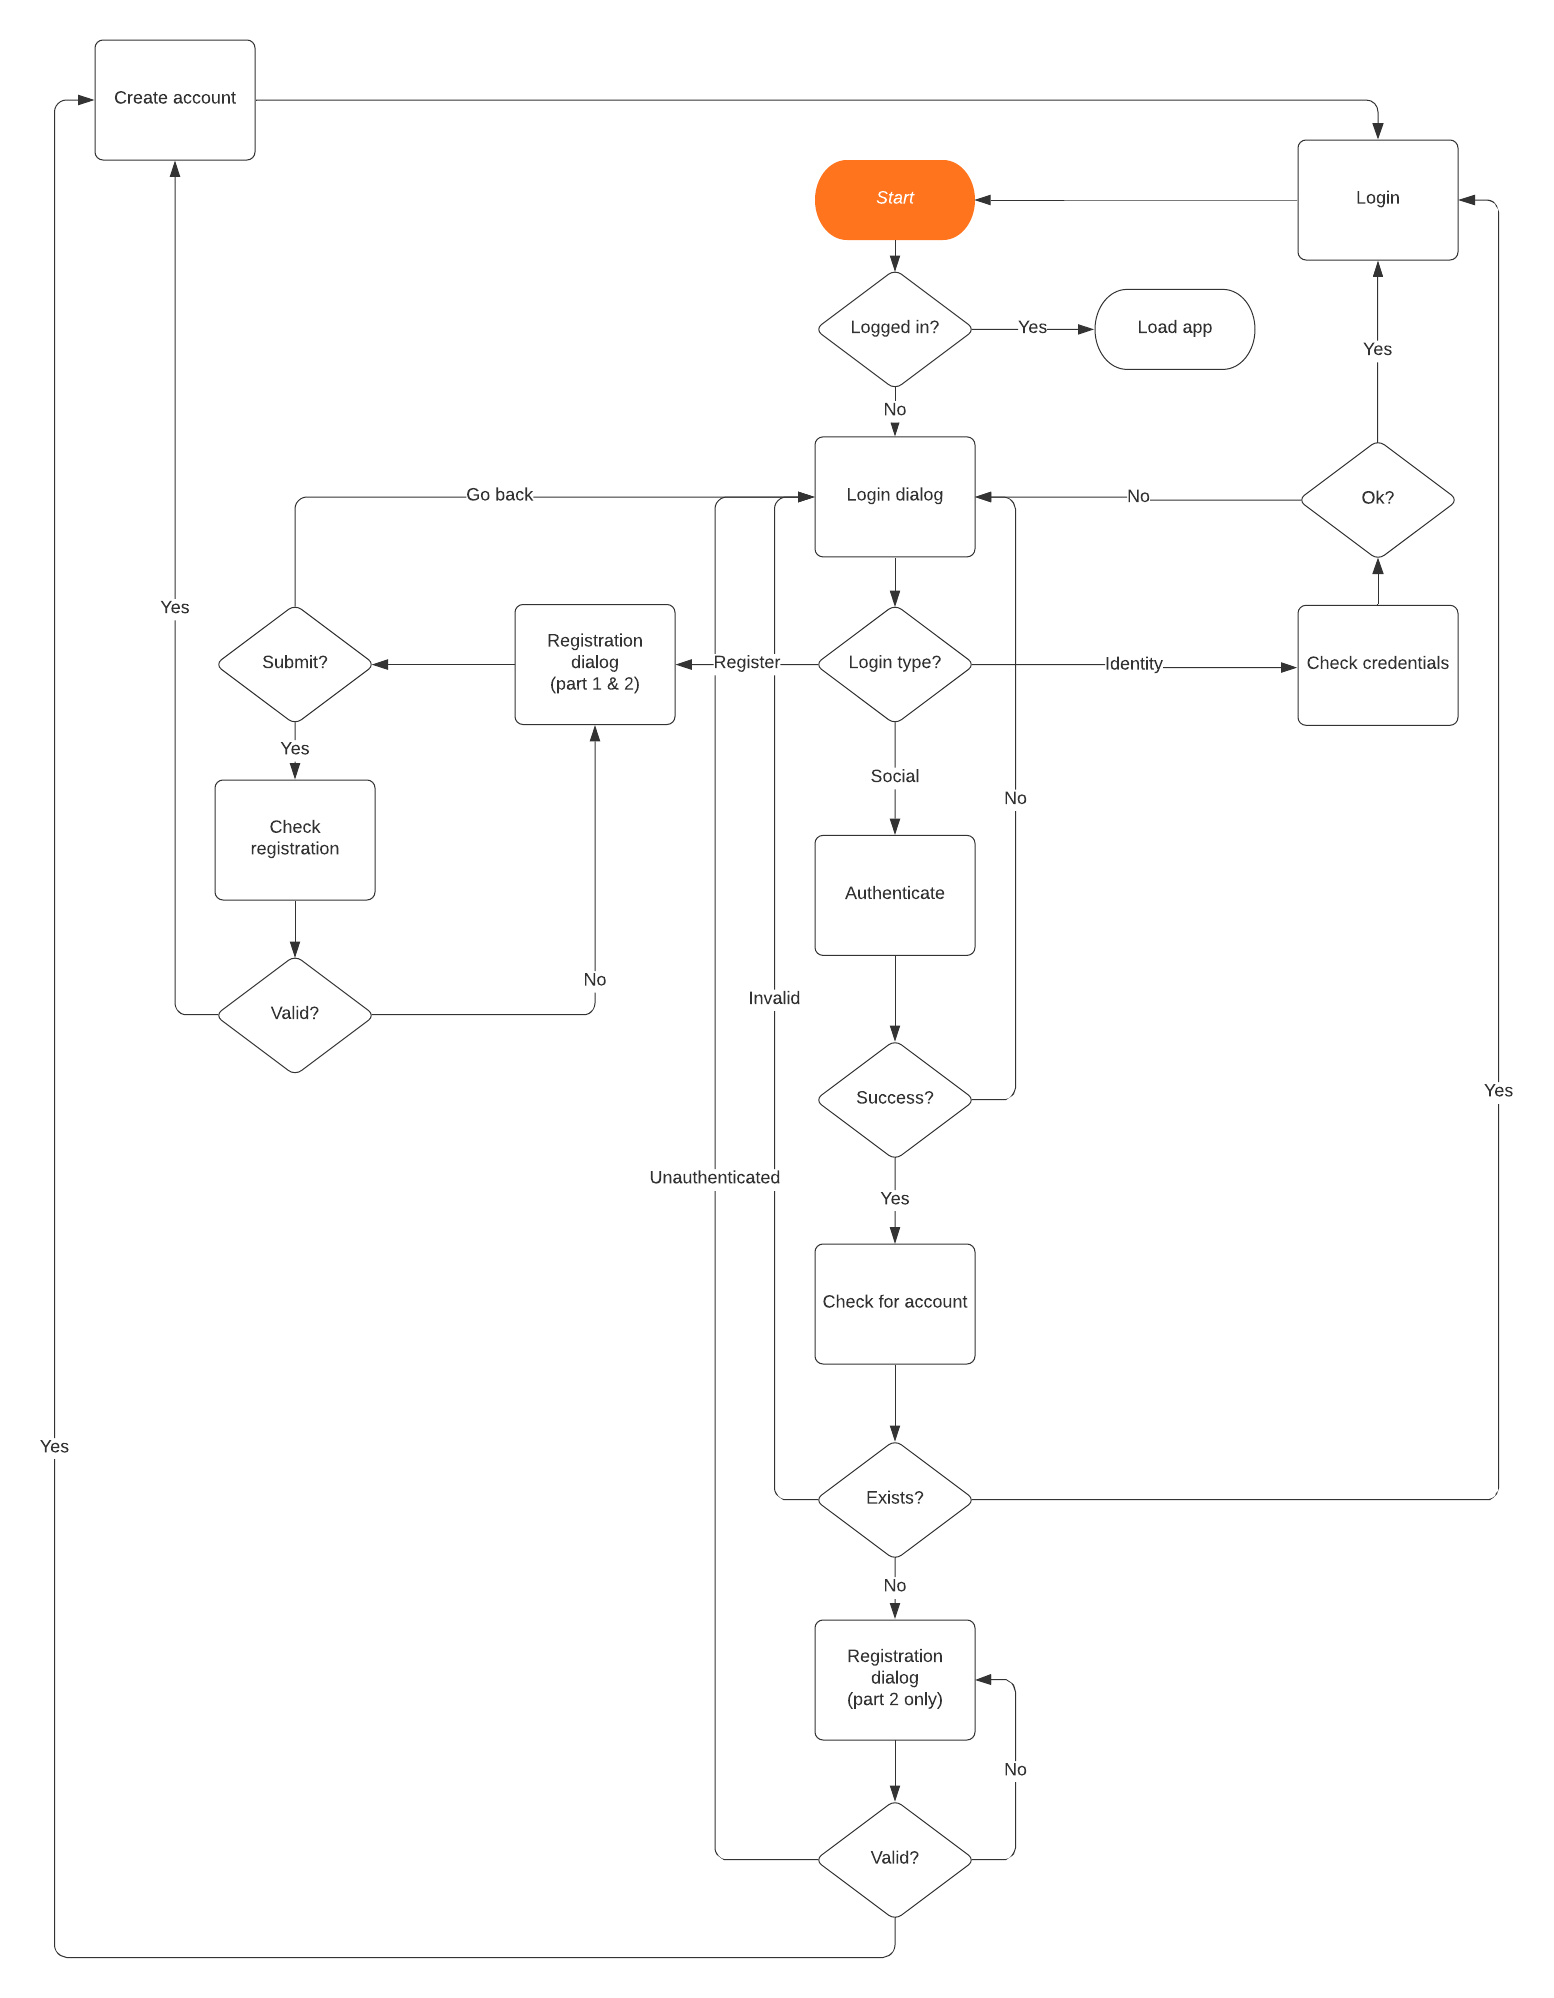 Create account
Start
Login
Logged in?
Yes
Load app
Yes
No
Go back
Login dialog
No
Ok?
Yes
Submit?
Registration
dialog
(part 1 & 2)
Register
Login type?
Identity
Check credentials
Yes
Social
No
Check
registration
Authenticate
No
Invalid
Valid?
Success?
Yes
Unauthenticated
Yes
Check for account
Yes
Exists?
No
Registration
dialog
(part 2 only)
No
Valid?